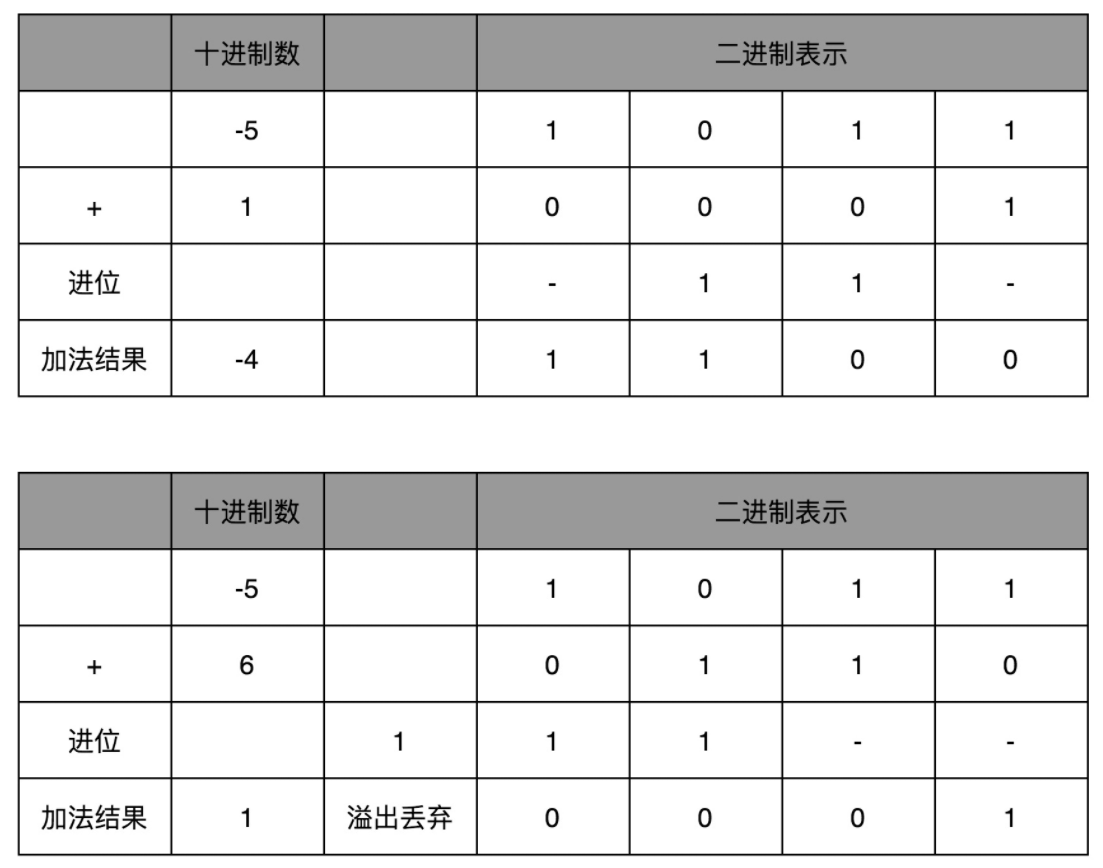 十进制数 二进制表示
-5 1 0 1 1
+ 1 0 0 0 1
进位 - 1 1 -
加法结果 -4 1 1 0 0
十进制数 二进制表示
-5 1 0 1 1
+ 6 0 1 1 0
进位 1 1 1 - -
加法结果 1 溢出丢弃 0 0 0 1